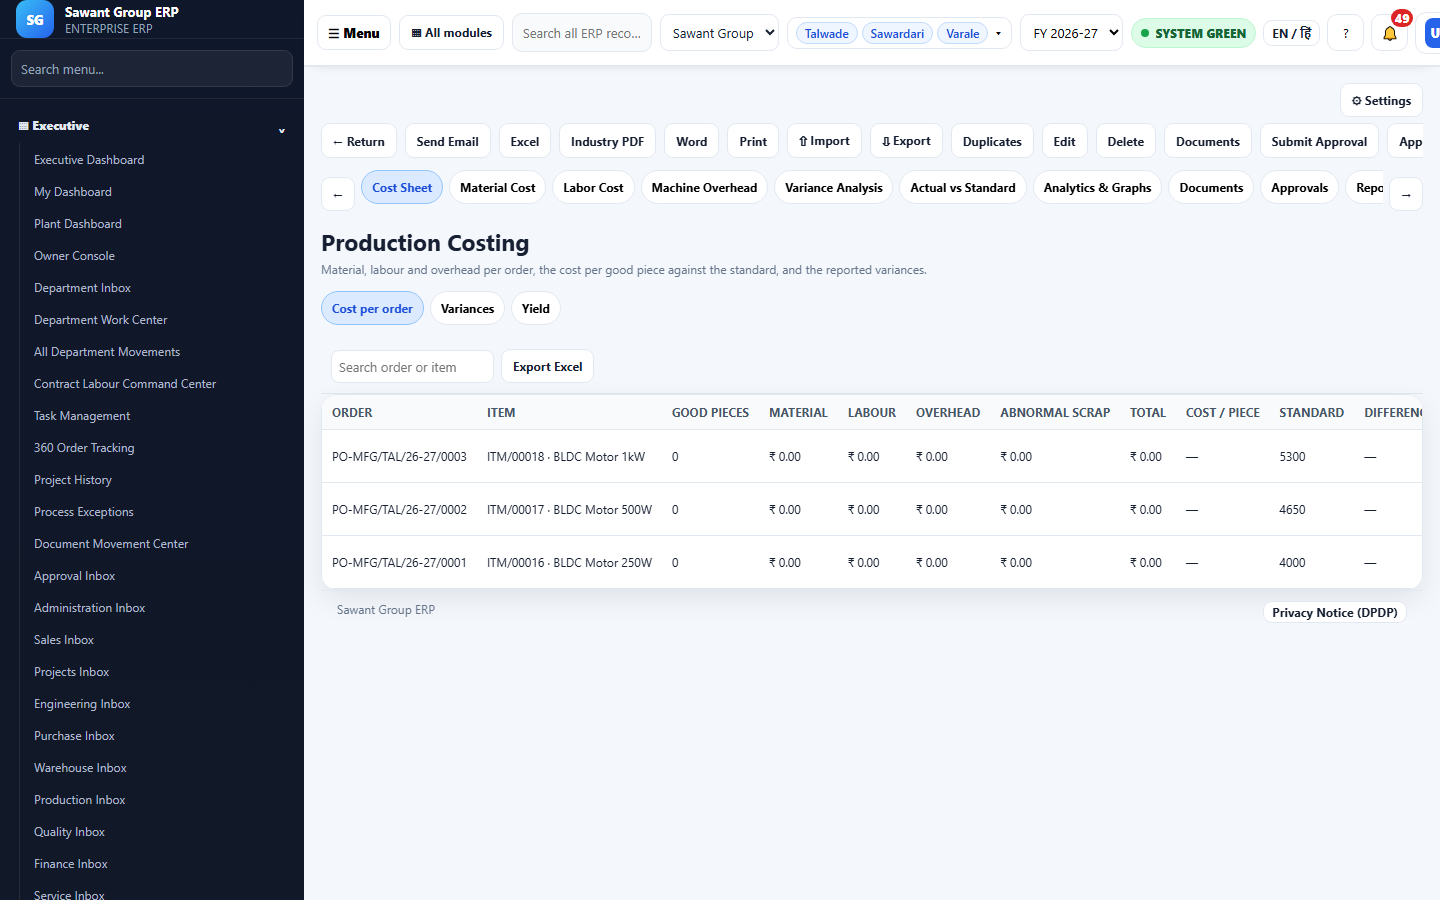 SG
Sawant Group ERP
ENTERPRISE ERP
Search menu...
Executive
Executive Dashboard
My Dashboard
Plant Dashboard
Owner Console
Department Inbox
Department Work Center
All Department Movements
Contract Labour Command Center
Task Management
360 Order Tracking
Project History
Process Exceptions
Document Movement Center
Approval Inbox
Administration Inbox
Sales Inbox
Projects Inbox
Engineering Inbox
Purchase Inbox
Warehouse Inbox
Production Inbox
Quality Inbox
Finance Inbox
Service Inbox
☰ Menu All modules Search all ERP reco... Sawant Group Talwade Sawardari Varale FY 2026-27 SYSTEM GREEN EN / हिं ? 49 U
⚙ Settings
← Return Send Email Excel Industry PDF Word Print ⇧ Import ⇩ Export Duplicates Edit Delete Documents Submit Approval App
← Cost Sheet Material Cost Labor Cost Machine Overhead Variance Analysis Actual vs Standard Analytics & Graphs Documents Approvals Repo →
Production Costing
Material, labour and overhead per order, the cost per good piece against the standard, and the reported variances.
Cost per order Variances Yield
Search order or item Export Excel
ORDER ITEM GOOD PIECES MATERIAL LABOUR OVERHEAD ABNORMAL SCRAP TOTAL COST / PIECE STANDARD DIFFERENC
PO-MFG/TAL/26-27/0003 ITM/00018 · BLDC Motor 1kW 0 ₹ 0.00 ₹ 0.00 ₹ 0.00 ₹ 0.00 ₹ 0.00 — 5300 —
PO-MFG/TAL/26-27/0002 ITM/00017 · BLDC Motor 500W 0 ₹ 0.00 ₹ 0.00 ₹ 0.00 ₹ 0.00 ₹ 0.00 — 4650 —
PO-MFG/TAL/26-27/0001 ITM/00016 · BLDC Motor 250W 0 ₹ 0.00 ₹ 0.00 ₹ 0.00 ₹ 0.00 ₹ 0.00 — 4000 —
Sawant Group ERP Privacy Notice (DPDP)